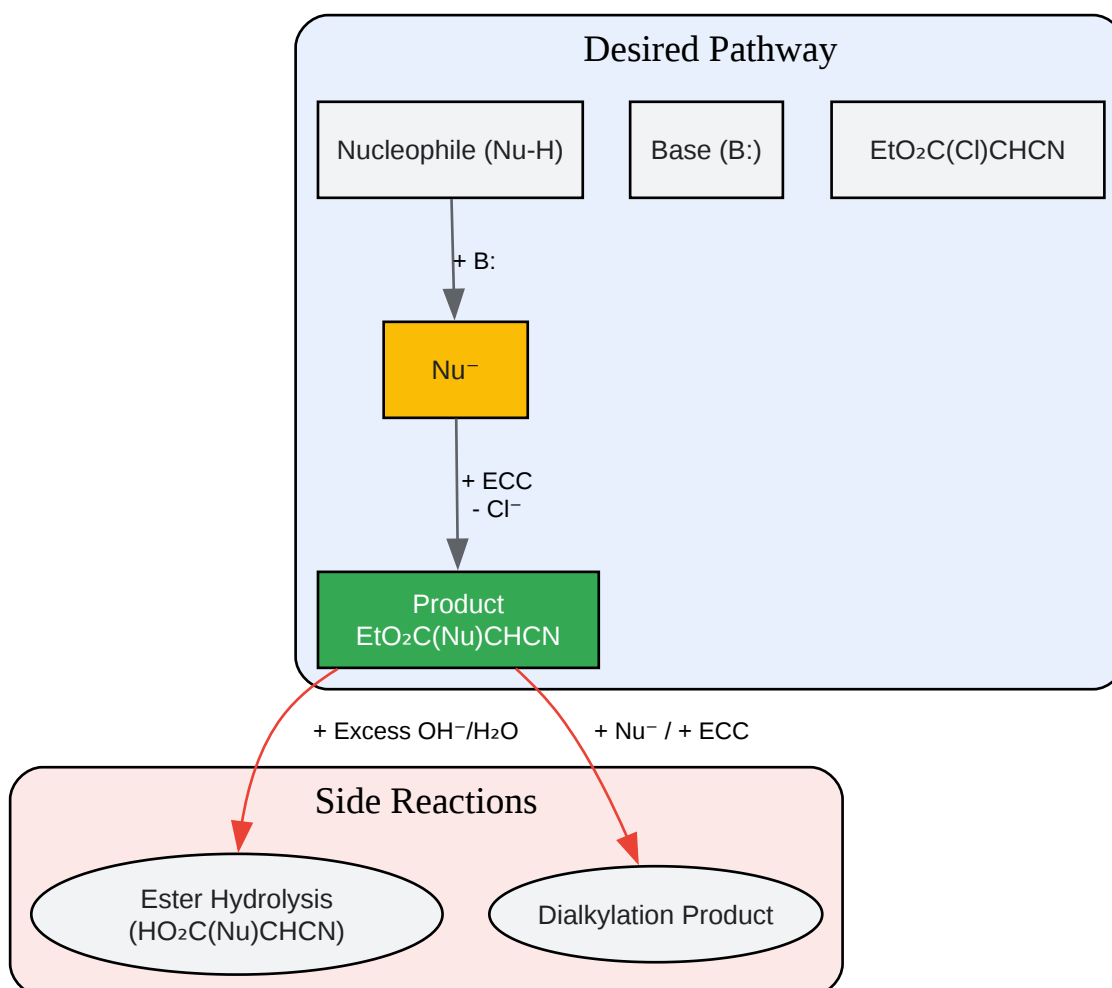 Desired Pathway
Nucleophile (Nu-H)
Base (B:)
EtO₂C(Cl)CHCN
+ B:
Nu⁻
+ ECC
- Cl⁻
Product
EtO₂C(Nu)CHCN
+ Excess OH⁻/H₂O
+ Nu⁻ / + ECC
Side Reactions
Ester Hydrolysis
(HO₂C(Nu)CHCN)
Dialkylation Product